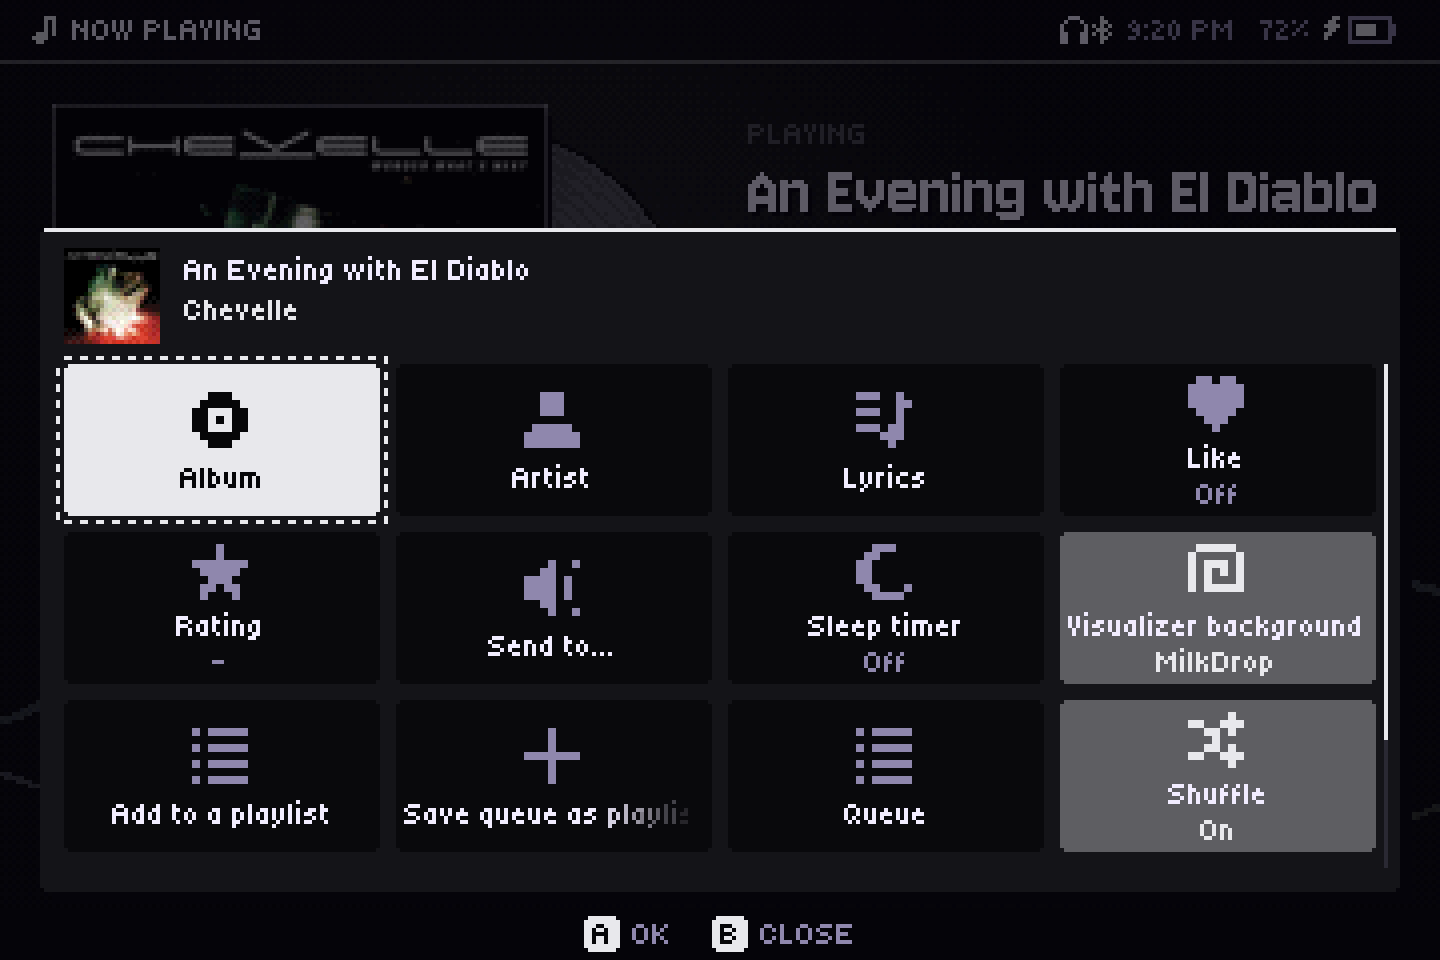 NOW PLAYING
9:20 PM 72%
CHEVELLE
PLAYING
An Evening with El Diablo
An Evening with El Diablo
Chevelle
Album
Artist
Lyrics
Like
Off
Rating
-
Send to...
Sleep timer
Off
Visualizer background
MilkDrop
Add to a playlist
Save queue as playlis
Queue
Shuffle
On
A OK B CLOSE